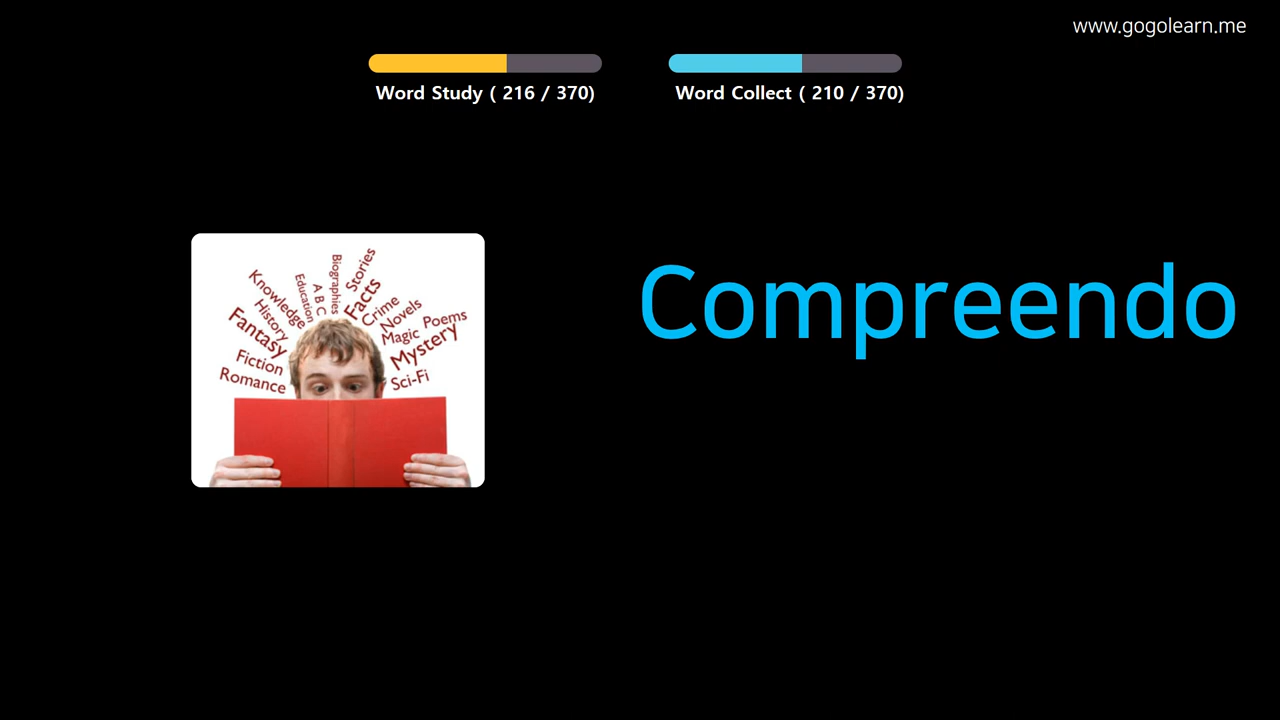 www.gogolearn.me
Word Study ( 216 / 370)
Word Collect ( 210 / 370)
Compreendo
Knowledge
History
Fantasy
Fiction
Romance
Education
A B C
Biographies
Stories
Facts
Crime
Novels
Magic
Poems
Mystery
Sci-Fi